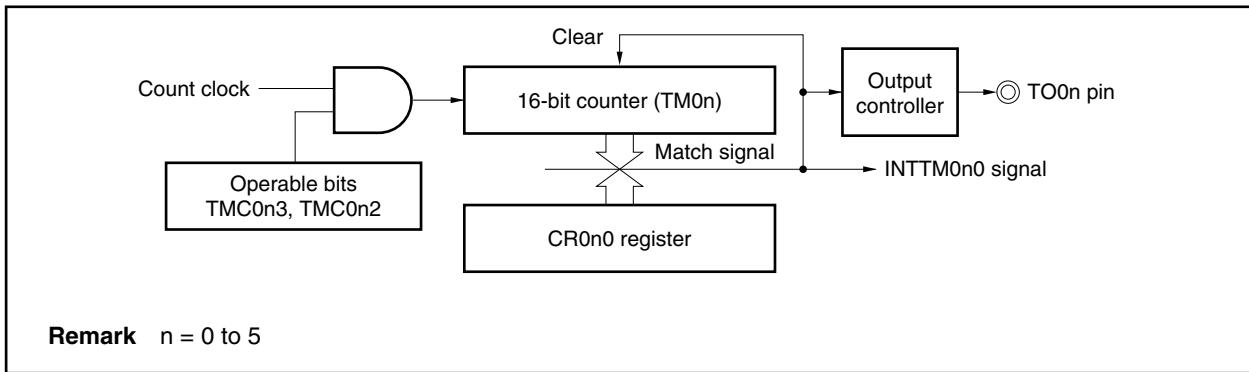 Clear
Count clock
16-bit counter (TM0n)
Output
controller
TO0n pin
Match signal
INTTM0n0 signal
Operable bits
TMC0n3, TMC0n2
CR0n0 register
Remark n = 0 to 5